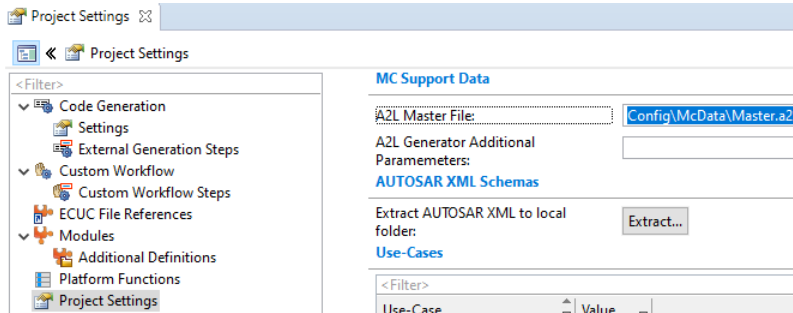 Project Settings
Project Settings
<Filter>
Code Generation
Settings
External Generation Steps
Custom Workflow
Custom Workflow Steps
ECUC File References
Modules
Additional Definitions
Platform Functions
Project Settings
MC Support Data
A2L Master File:
Config\McData\Master.a2
A2L Generator Additional
Paramemeters:
AUTOSAR XML Schemas
Extract AUTOSAR XML to local
folder:
Extract...
Use-Cases
<Filter>
Use-Case Value